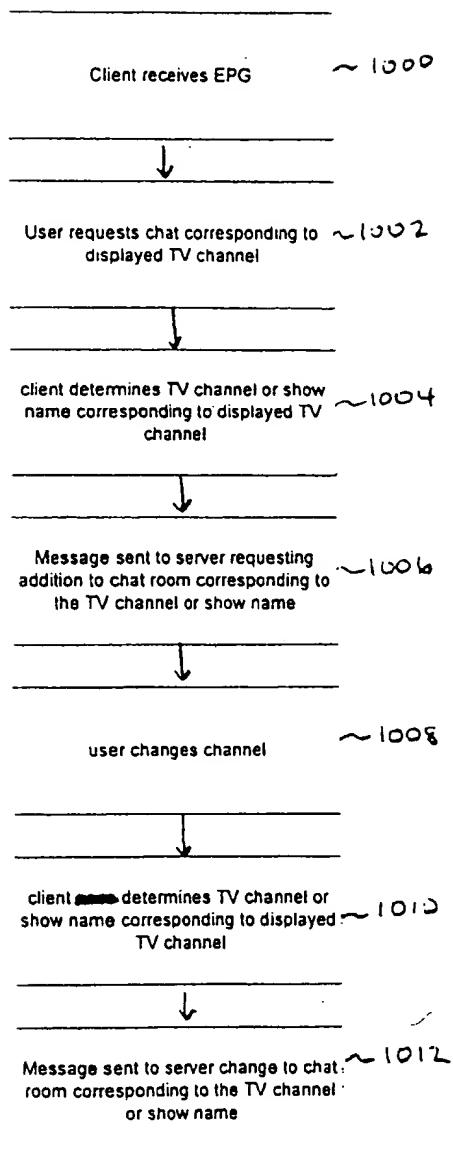 Client receives EPG ~ 1000
User requests chat corresponding to ~ 1002
displayed TV channel
client determines TV channel or show
name corresponding to displayed TV ~ 1004
channel
Message sent to server requesting
addition to chat room corresponding to ~ 1006
the TV channel or show name
user changes channel ~ 1008
client determines TV channel or
show name corresponding to displayed ~ 1010
TV channel
Message sent to server change to chat ~ 1012
room corresponding to the TV channel
or show name